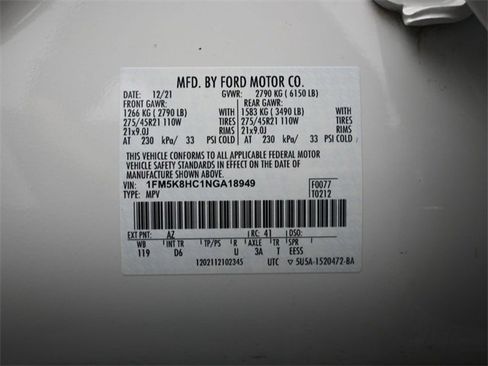 MFD. BY FORD MOTOR CO.
DATE: 12/21 GVWR: 2790 KG ( 6150 LB)
FRONT GAWR: REAR GAWR:
1266 KG ( 2790 LB) WITH 1583 KG ( 3490 LB) WITH
275/45R21 110W TIRES 275/45R21 110W TIRES
21x9.0J RIMS 21x9.0J RIMS
AT 230 kPa/ 33 PSI COLD AT 230 kPa/ 33 PSI COLD
THIS VEHICLE CONFORMS TO ALL APPLICABLE FEDERAL MOTOR
VEHICLE SAFETY STANDARDS IN EFFECT ON THE DATE OF
MANUFACTURE SHOWN ABOVE.
VIN: 1FM5K8HC1NGA18949 F0077
TYPE: MPV T0212
EXT PNT: AZ RC: 41 DSO:
WB INT TR TP/PS R AXLE TR SPR
119 D6 U 3A T EESS
1202112102345 UTC ▽ 5U5A-1520472-BA